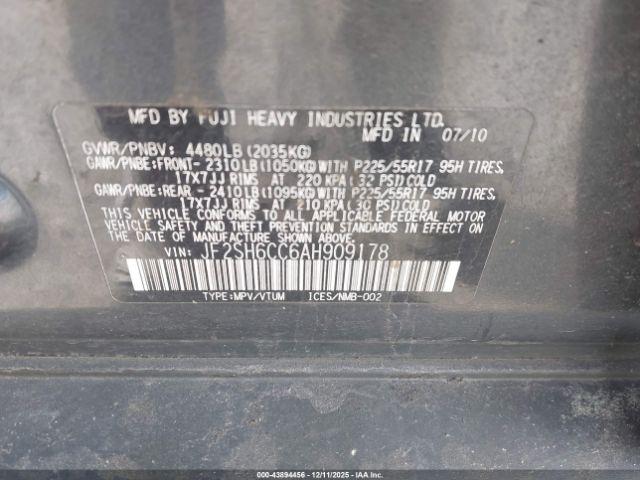 MFD BY FUJI HEAVY INDUSTRIES LTD.
MFD IN 07/10
GVWR/PNBV: 4480LB(2035KG)
GAWR/PNBE:FRONT- 2310LB(1050KG)WITH P225/55R17 95H TIRES,
17X7JJ RIMS AT 220 KPA(32 PSI)COLD
GAWR/PNBE:REAR - 2410LB(1095KG)WITH P225/55R17 95H TIRES,
17X7JJ RIMS AT 210 KPA(30 PSI)COLD
THIS VEHICLE CONFORMS TO ALL APPLICABLE FEDERAL MOTOR
VEHICLE SAFETY AND THEFT PREVENTION STANDARDS IN EFFECT ON
THE DATE OF MANUFACTURE SHOWN ABOVE.
VIN: JF2SH6CC6AH909178
TYPE:MPV/VTUM ICES/NMB-002
© 2025 IAA, Inc. - 43894456 - 12/11/2025 - IAAI.com